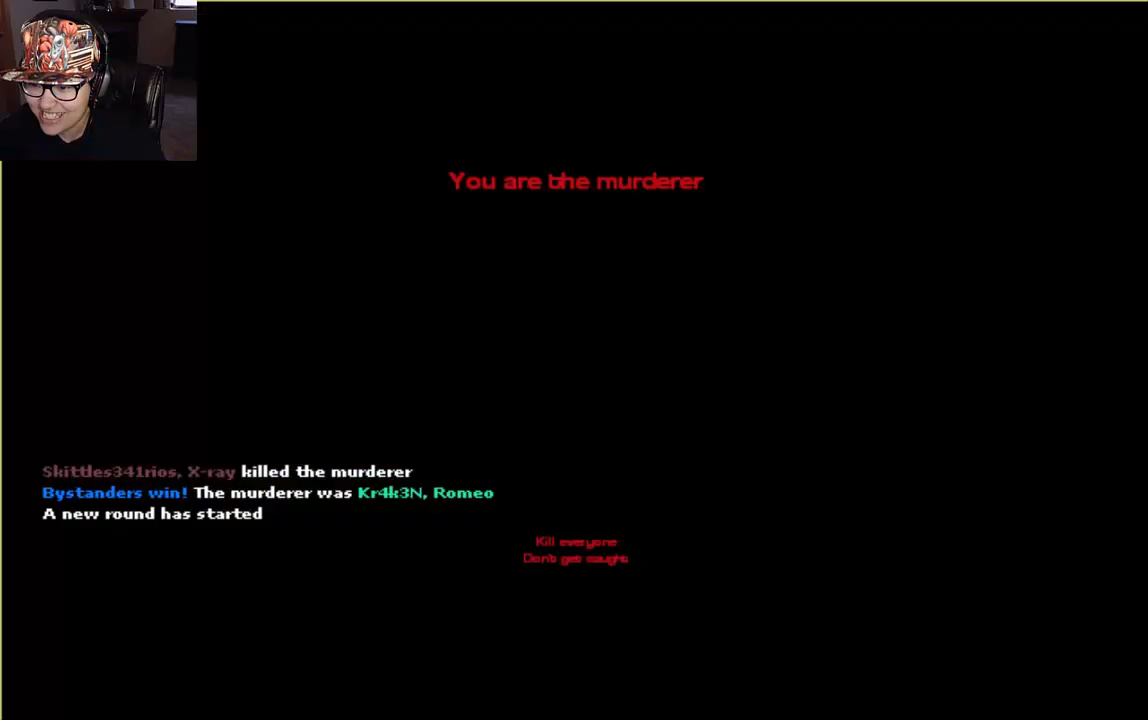 You are the murderer
Skittles341rios, X-ray killed the murderer
Bystanders win! The murderer was Kr4k3N, Romeo
A new round has started
Kill everyone
Don't get caught